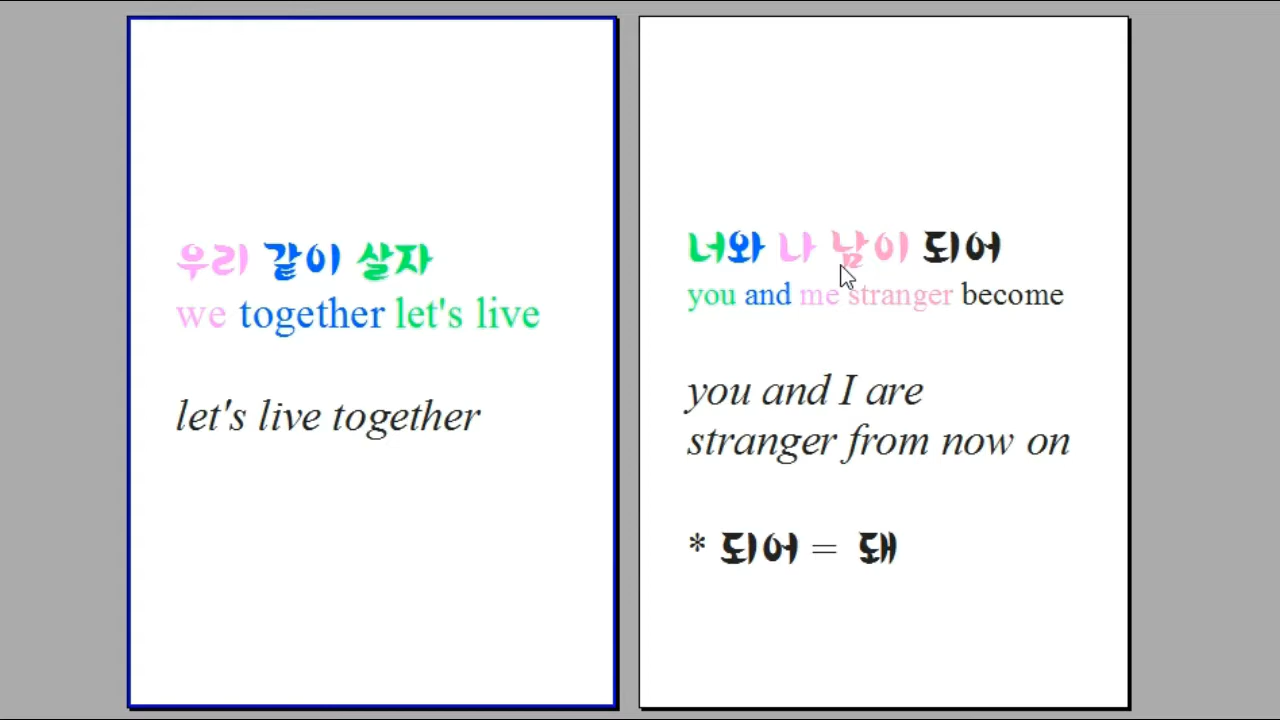 우리 같이 살자
we together let's live
let's live together
너와 나 남이 되어
you and me stranger become
you and I are
stranger from now on
* 되어 = 돼